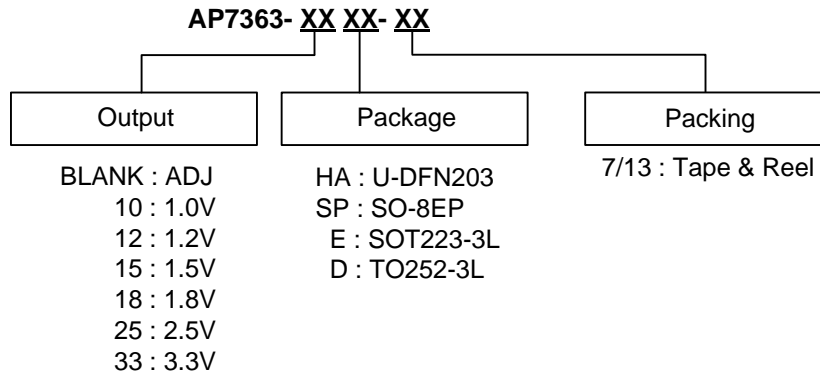 AP7363- XX XX- XX
Output
Package
Packing
BLANK : ADJ
10 : 1.0V
12 : 1.2V
15 : 1.5V
18 : 1.8V
25 : 2.5V
33 : 3.3V
HA : U-DFN203
SP : SO-8EP
E : SOT223-3L
D : TO252-3L
7/13 : Tape & Reel